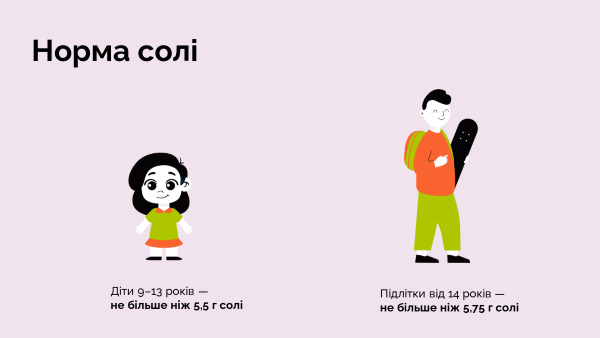 Норма солі
Діти 9–13 років —
не більше ніж 5,5 г солі
Підлітки від 14 років —
не більше ніж 5,75 г солі